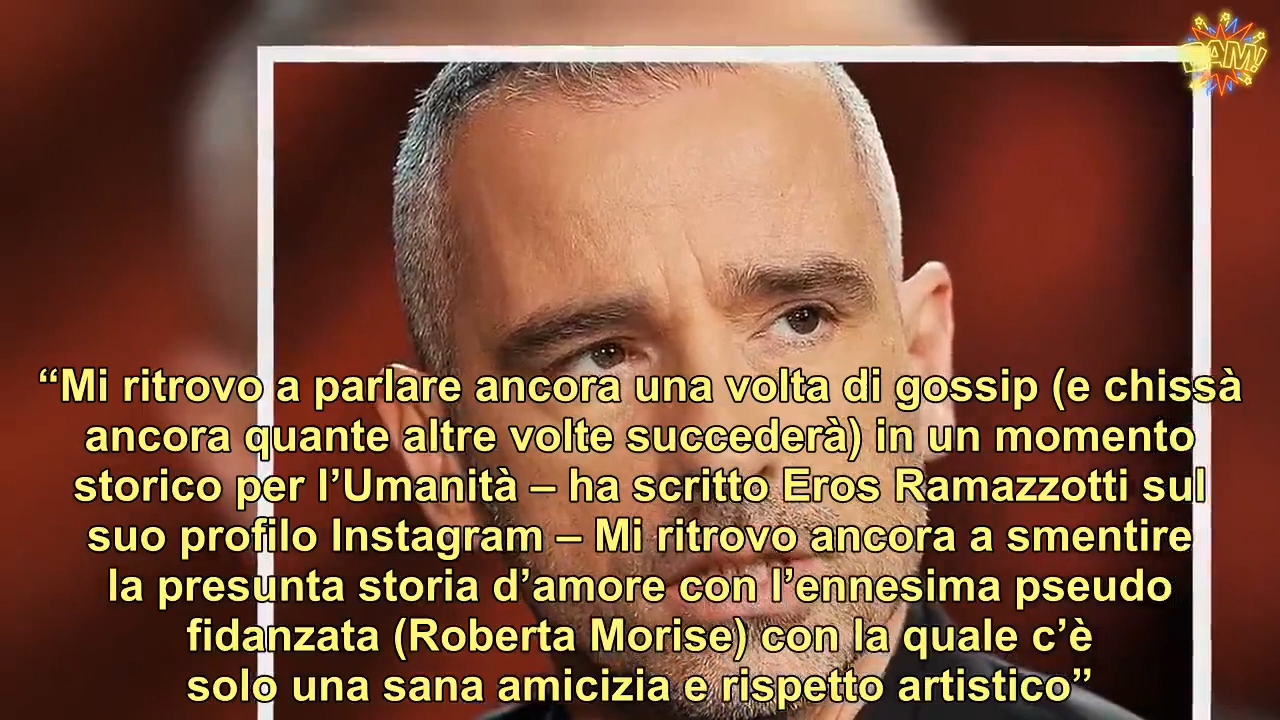 BAM!
“Mi ritrovo a parlare ancora una volta di gossip (e chissà
ancora quante altre volte succederà) in un momento
storico per l’Umanità – ha scritto Eros Ramazzotti sul
suo profilo Instagram – Mi ritrovo ancora a smentire
la presunta storia d’amore con l’ennesima pseudo
fidanzata (Roberta Morise) con la quale c’è
solo una sana amicizia e rispetto artistico”